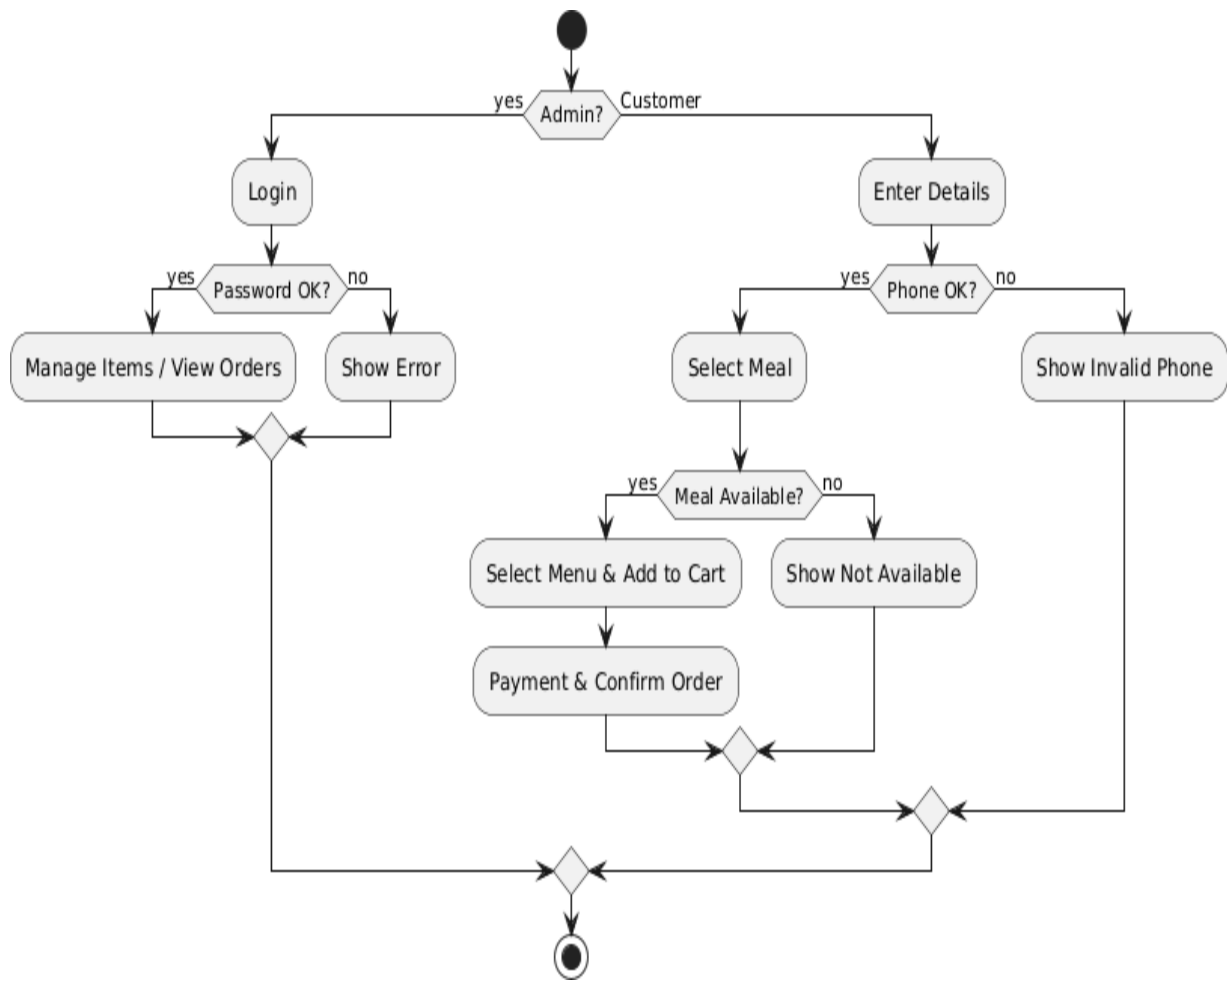 yes
Admin?
Customer
Login
Enter Details
yes
Password OK?
no
yes
Phone OK?
no
Manage Items / View Orders
Show Error
Select Meal
Show Invalid Phone
yes
Meal Available?
no
Select Menu & Add to Cart
Show Not Available
Payment & Confirm Order